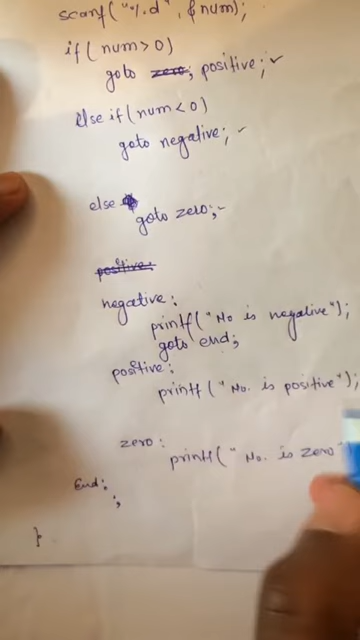 scanf("%d", &num);
if(num>0)
goto zero; positive;
else if(num<0)
goto negative;
else
goto zero;
positive:
negative:
printf("No is negative");
goto end;
positive:
printf("No. is positive");
zero:
printf("No. is zero"
End:
;
}